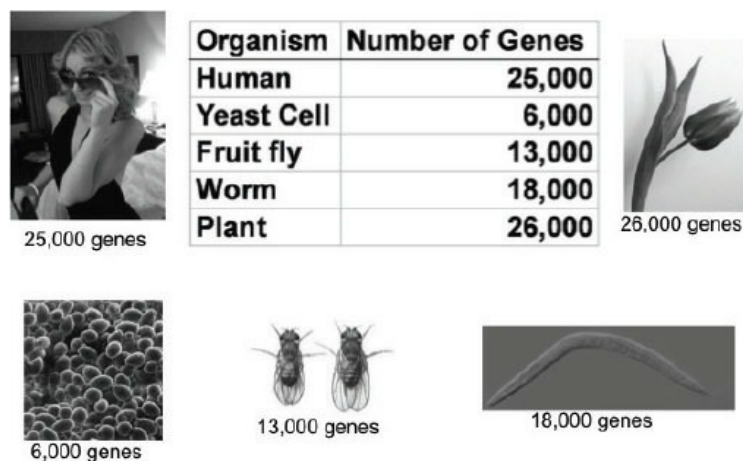 Organism Number of Genes
Human 25,000
Yeast Cell 6,000
Fruit fly 13,000
Worm 18,000
Plant 26,000
25,000 genes
26,000 genes
6,000 genes
13,000 genes
18,000 genes